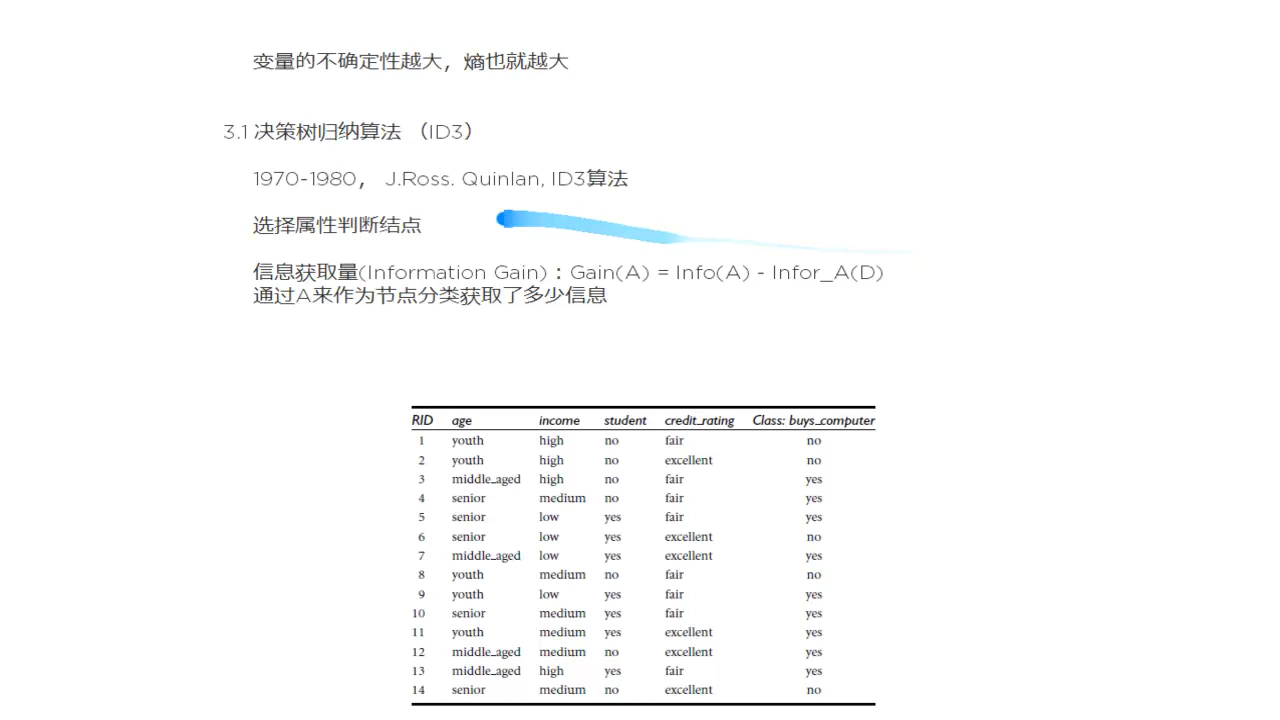 变量的不确定性越大，熵也就越大
3.1 决策树归纳算法 （ID3）
1970-1980， J.Ross. Quinlan, ID3算法
选择属性判断结点
信息获取量(Information Gain)：Gain(A) = Info(A) - Infor_A(D)
通过A来作为节点分类获取了多少信息
RID age income student credit_rating Class: buys_computer
1 youth high no fair no
2 youth high no excellent no
3 middle_aged high no fair yes
4 senior medium no fair yes
5 senior low yes fair yes
6 senior low yes excellent no
7 middle_aged low yes excellent yes
8 youth medium no fair no
9 youth low yes fair yes
10 senior medium yes fair yes
11 youth medium yes excellent yes
12 middle_aged medium no excellent yes
13 middle_aged high yes fair yes
14 senior medium no excellent no